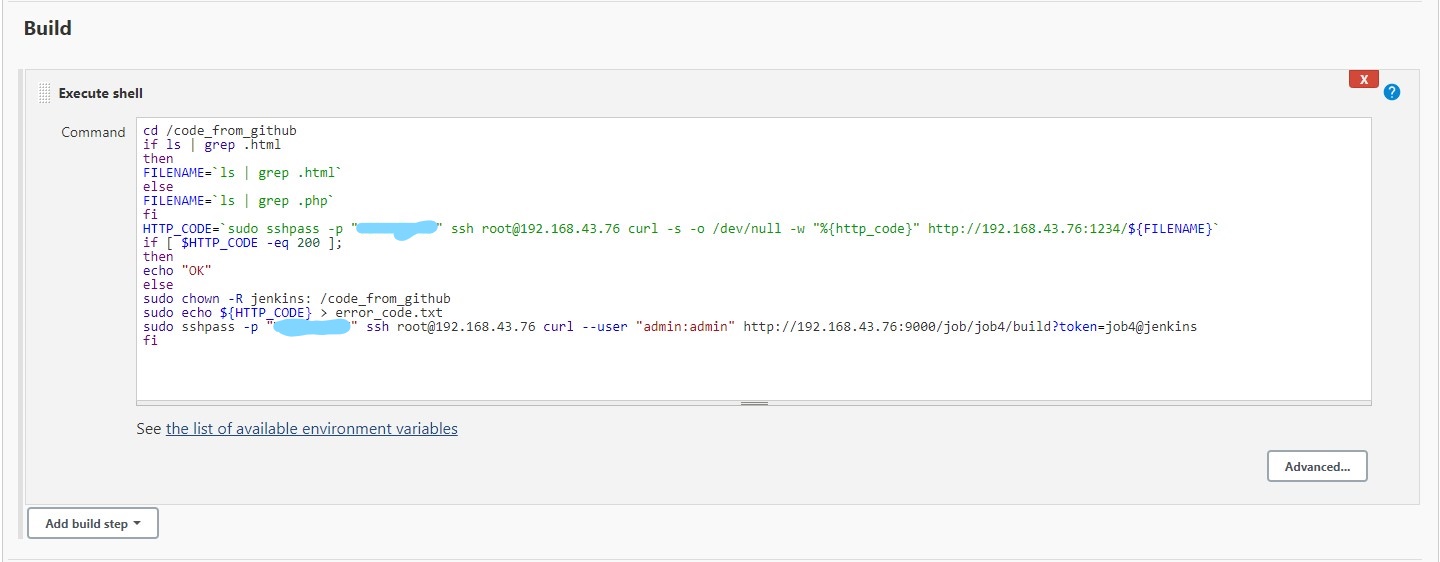 Build
X
?
Execute shell
Command
cd /code_from_github
if ls | grep .html
then
FILENAME=`ls | grep .html`
else
FILENAME=`ls | grep .php`
fi
HTTP_CODE=`sudo sshpass -p "" ssh root@192.168.43.76 curl -s -o /dev/null -w "%{http_code}" http://192.168.43.76:1234/${FILENAME}`
if [ $HTTP_CODE -eq 200 ];
then
echo "OK"
else
sudo chown -R jenkins: /code_from_github
sudo echo ${HTTP_CODE} > error_code.txt
sudo sshpass -p "" ssh root@192.168.43.76 curl --user "admin:admin" http://192.168.43.76:9000/job/job4/build?token=job4@jenkins
fi
See the list of available environment variables
Advanced...
Add build step